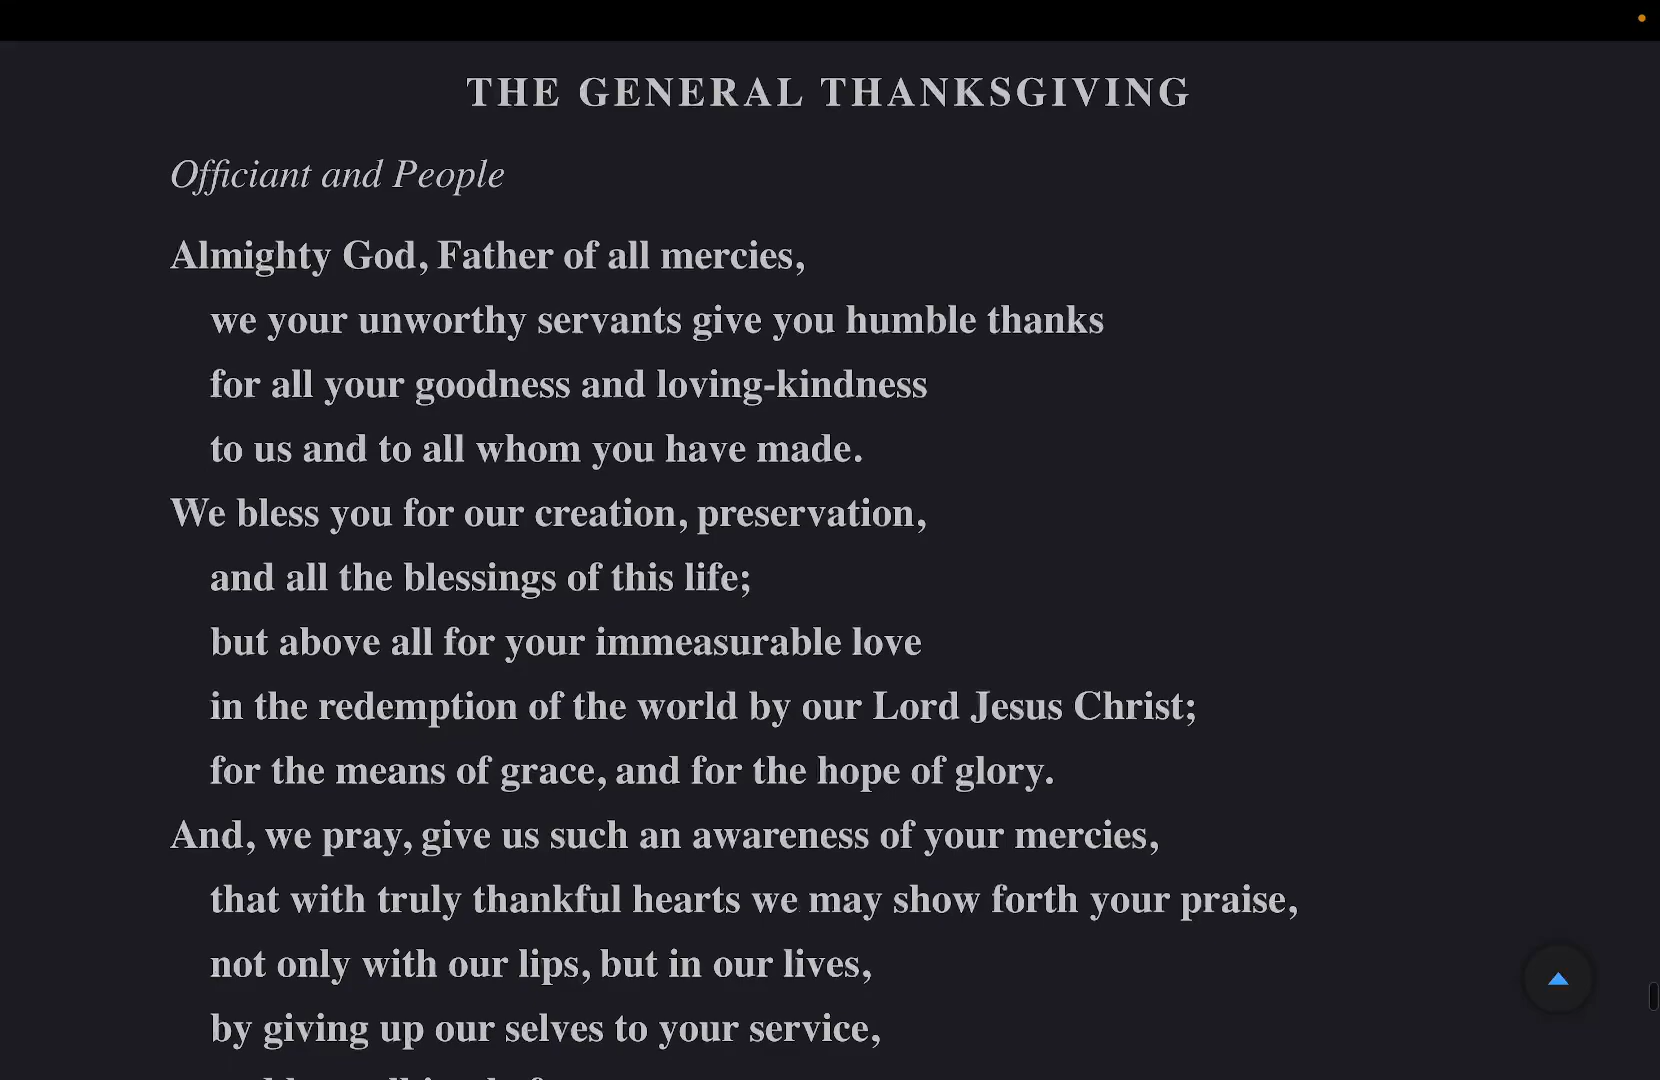 THE GENERAL THANKSGIVING
Officiant and People
Almighty God, Father of all mercies,
we your unworthy servants give you humble thanks
for all your goodness and loving-kindness
to us and to all whom you have made.
We bless you for our creation, preservation,
and all the blessings of this life;
but above all for your immeasurable love
in the redemption of the world by our Lord Jesus Christ;
for the means of grace, and for the hope of glory.
And, we pray, give us such an awareness of your mercies,
that with truly thankful hearts we may show forth your praise,
not only with our lips, but in our lives,
by giving up our selves to your service,